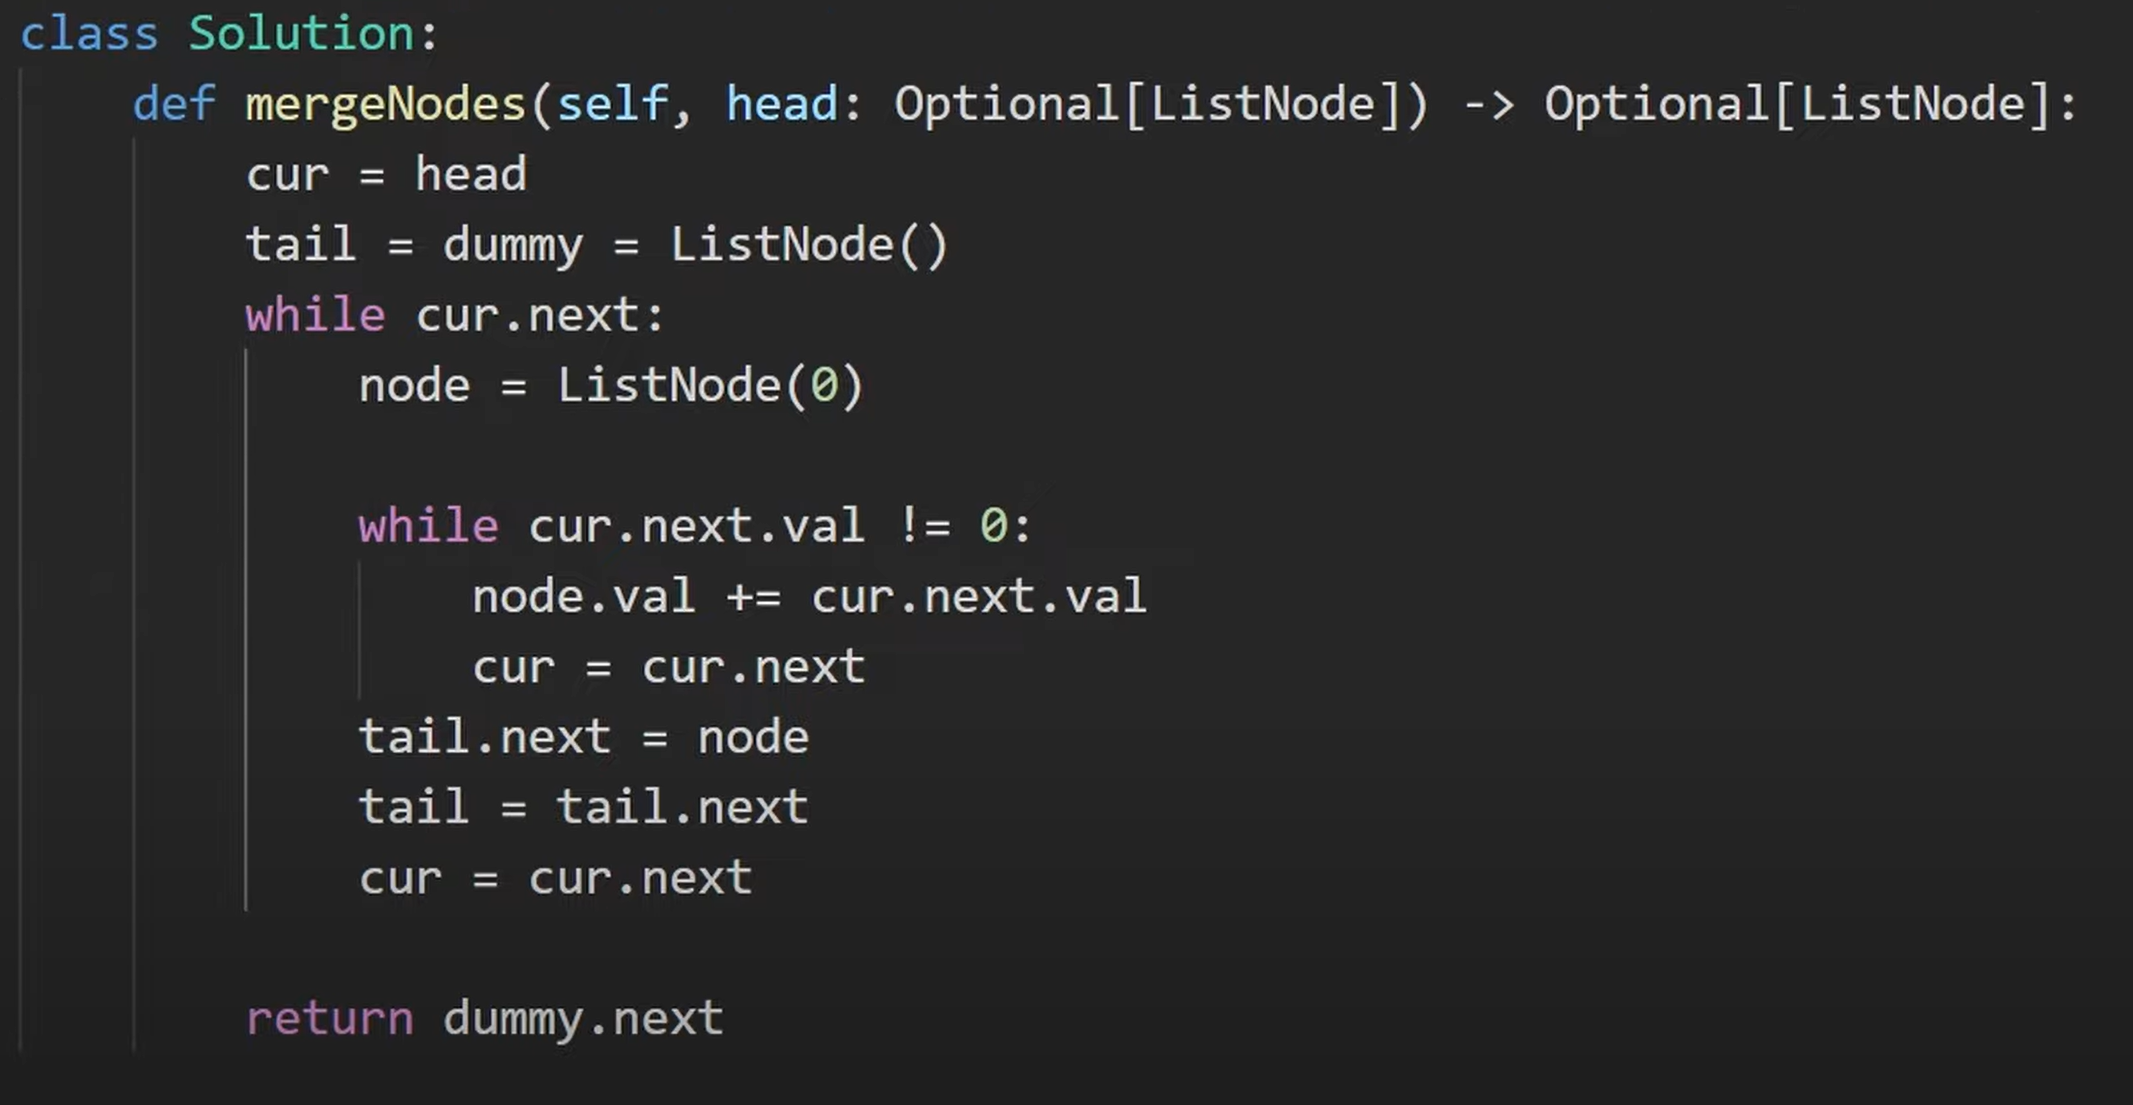 class Solution:
    def mergeNodes(self, head: Optional[ListNode]) -> Optional[ListNode]:
        cur = head
        tail = dummy = ListNode()
        while cur.next:
            node = ListNode(0)

            while cur.next.val != 0:
                node.val += cur.next.val
                cur = cur.next
            tail.next = node
            tail = tail.next
            cur = cur.next

        return dummy.next